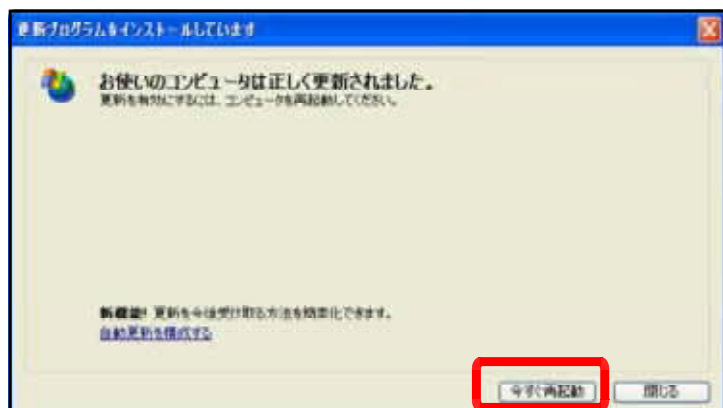 更新プログラムをインストールしています
お使いのコンピュータは正しく更新されました。
更新を有効にするには、コンピュータを再起動してください。
新機能! 更新を今後受け取る方法を簡素化できます。
自動更新を構成する
今すぐ再起動
閉じる